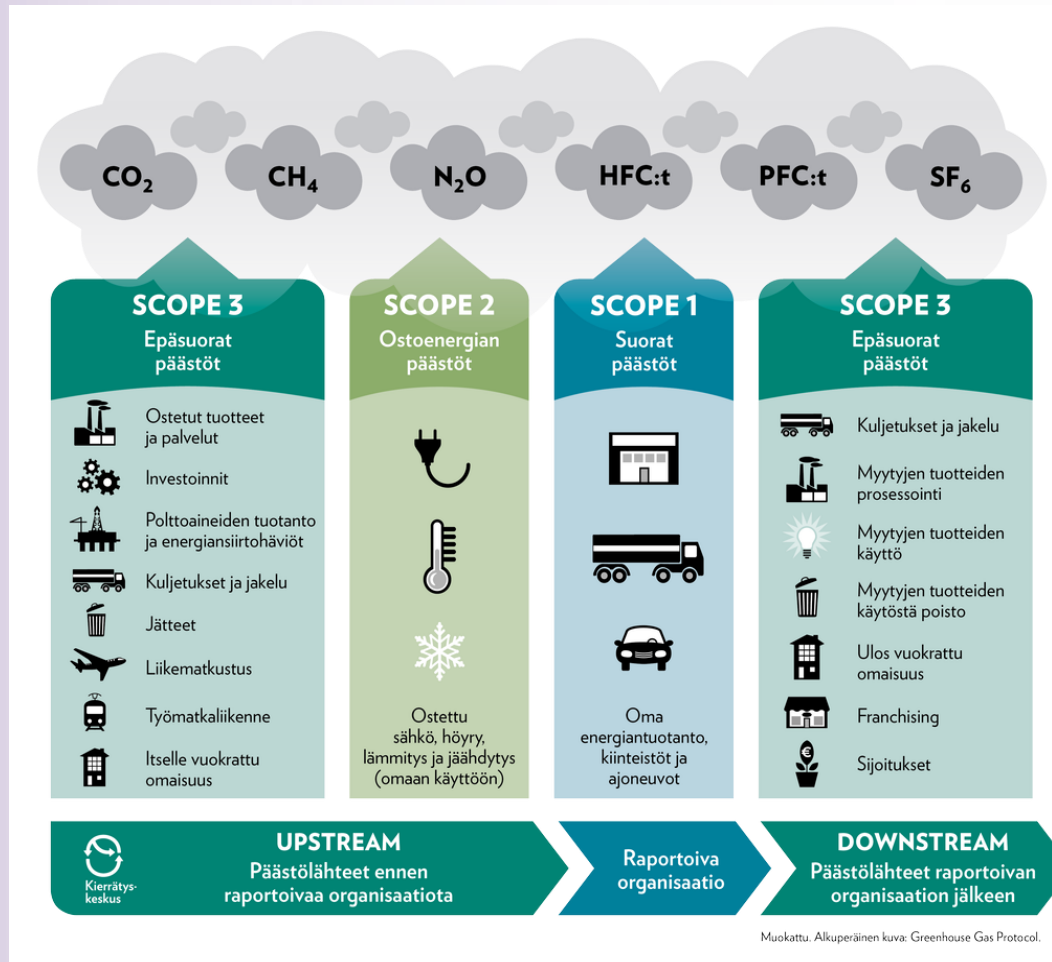 CO₂
CH₄
N₂O
HFC:t
PFC:t
SF₆
SCOPE 3
Epäsuorat
päästöt
Ostetut tuotteet
ja palvelut
Investoinnit
Polttoaineiden tuotanto
ja energiansiirtohäviöt
Kuljetukset ja jakelu
Jätteet
Liikematkustus
Työmatkaliikenne
Itselle vuokrattu
omaisuus
SCOPE 2
Ostoenergian
päästöt
Ostettu
sähkö, höyry,
lämmitys ja jäähdytys
(omaan käyttöön)
SCOPE 1
Suorat
päästöt
Oma
energiantuotanto,
kiinteistöt ja
ajoneuvot
SCOPE 3
Epäsuorat
päästöt
Kuljetukset ja jakelu
Myytyjen tuotteiden
prosessointi
Myytyjen tuotteiden
käyttö
Myytyjen tuotteiden
käytöstä poisto
Ulos vuokrattu
omaisuus
Franchising
€
Sijoitukset
Kierrätys-
keskus
UPSTREAM
Päästölähteet ennen
raportoivaa organisaatiota
Raportoiva
organisaatio
DOWNSTREAM
Päästölähteet raportoivan
organisaation jälkeen
Muokattu. Alkuperäinen kuva: Greenhouse Gas Protocol.